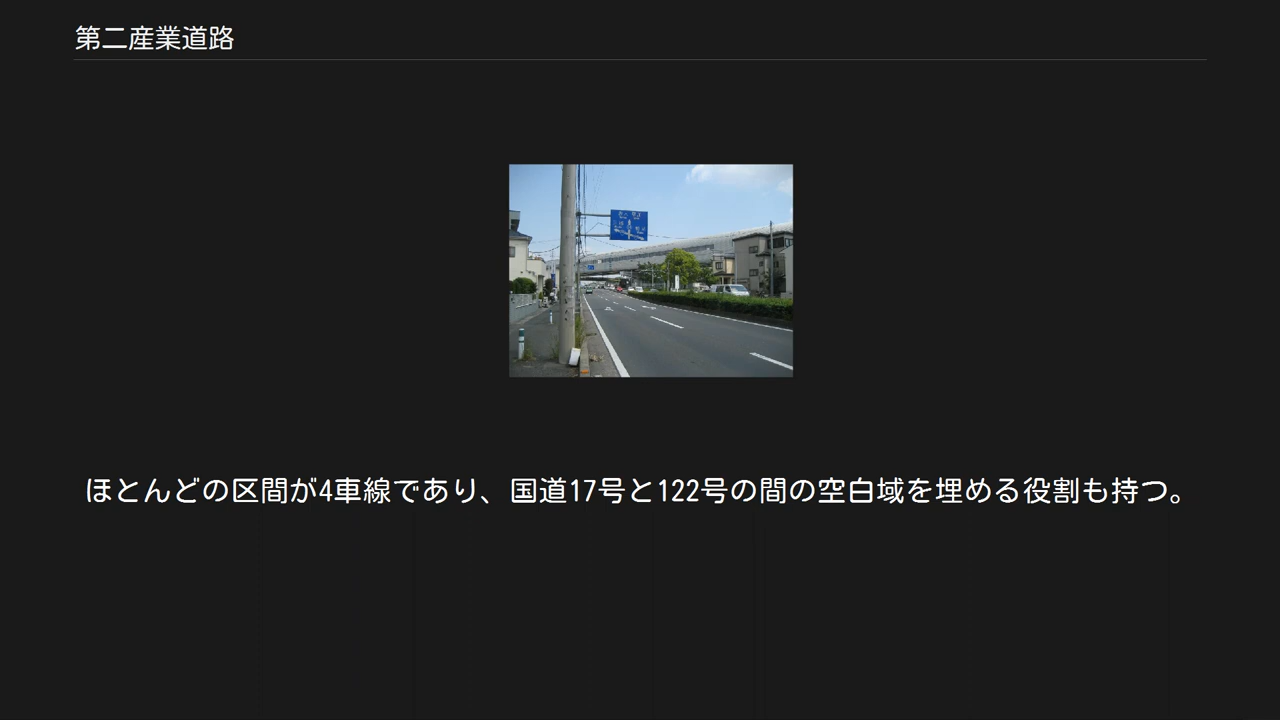 第二産業道路
ほとんどの区間が4車線であり、国道17号と122号の間の空白域を埋める役割も持つ。